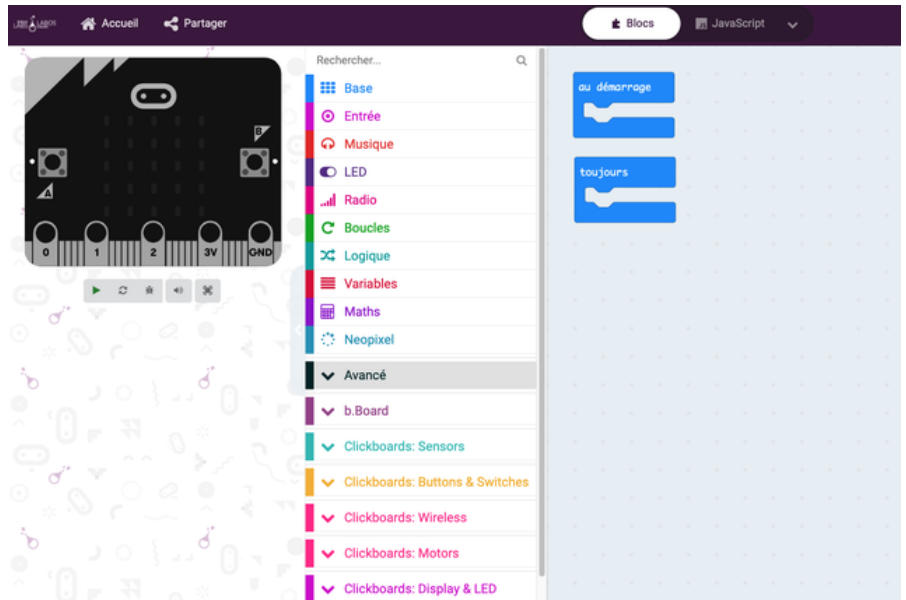 Accueil
Partager
Blocs
JavaScript
Rechercher...
Base
Entrée
Musique
LED
Radio
Boucles
Logique
Variables
Maths
Neopixel
Avancé
b.Board
Clickboards: Sensors
Clickboards: Buttons & Switches
Clickboards: Wireless
Clickboards: Motors
Clickboards: Display & LED
B
A
0 1 2 3V GND
au démarrage
toujours